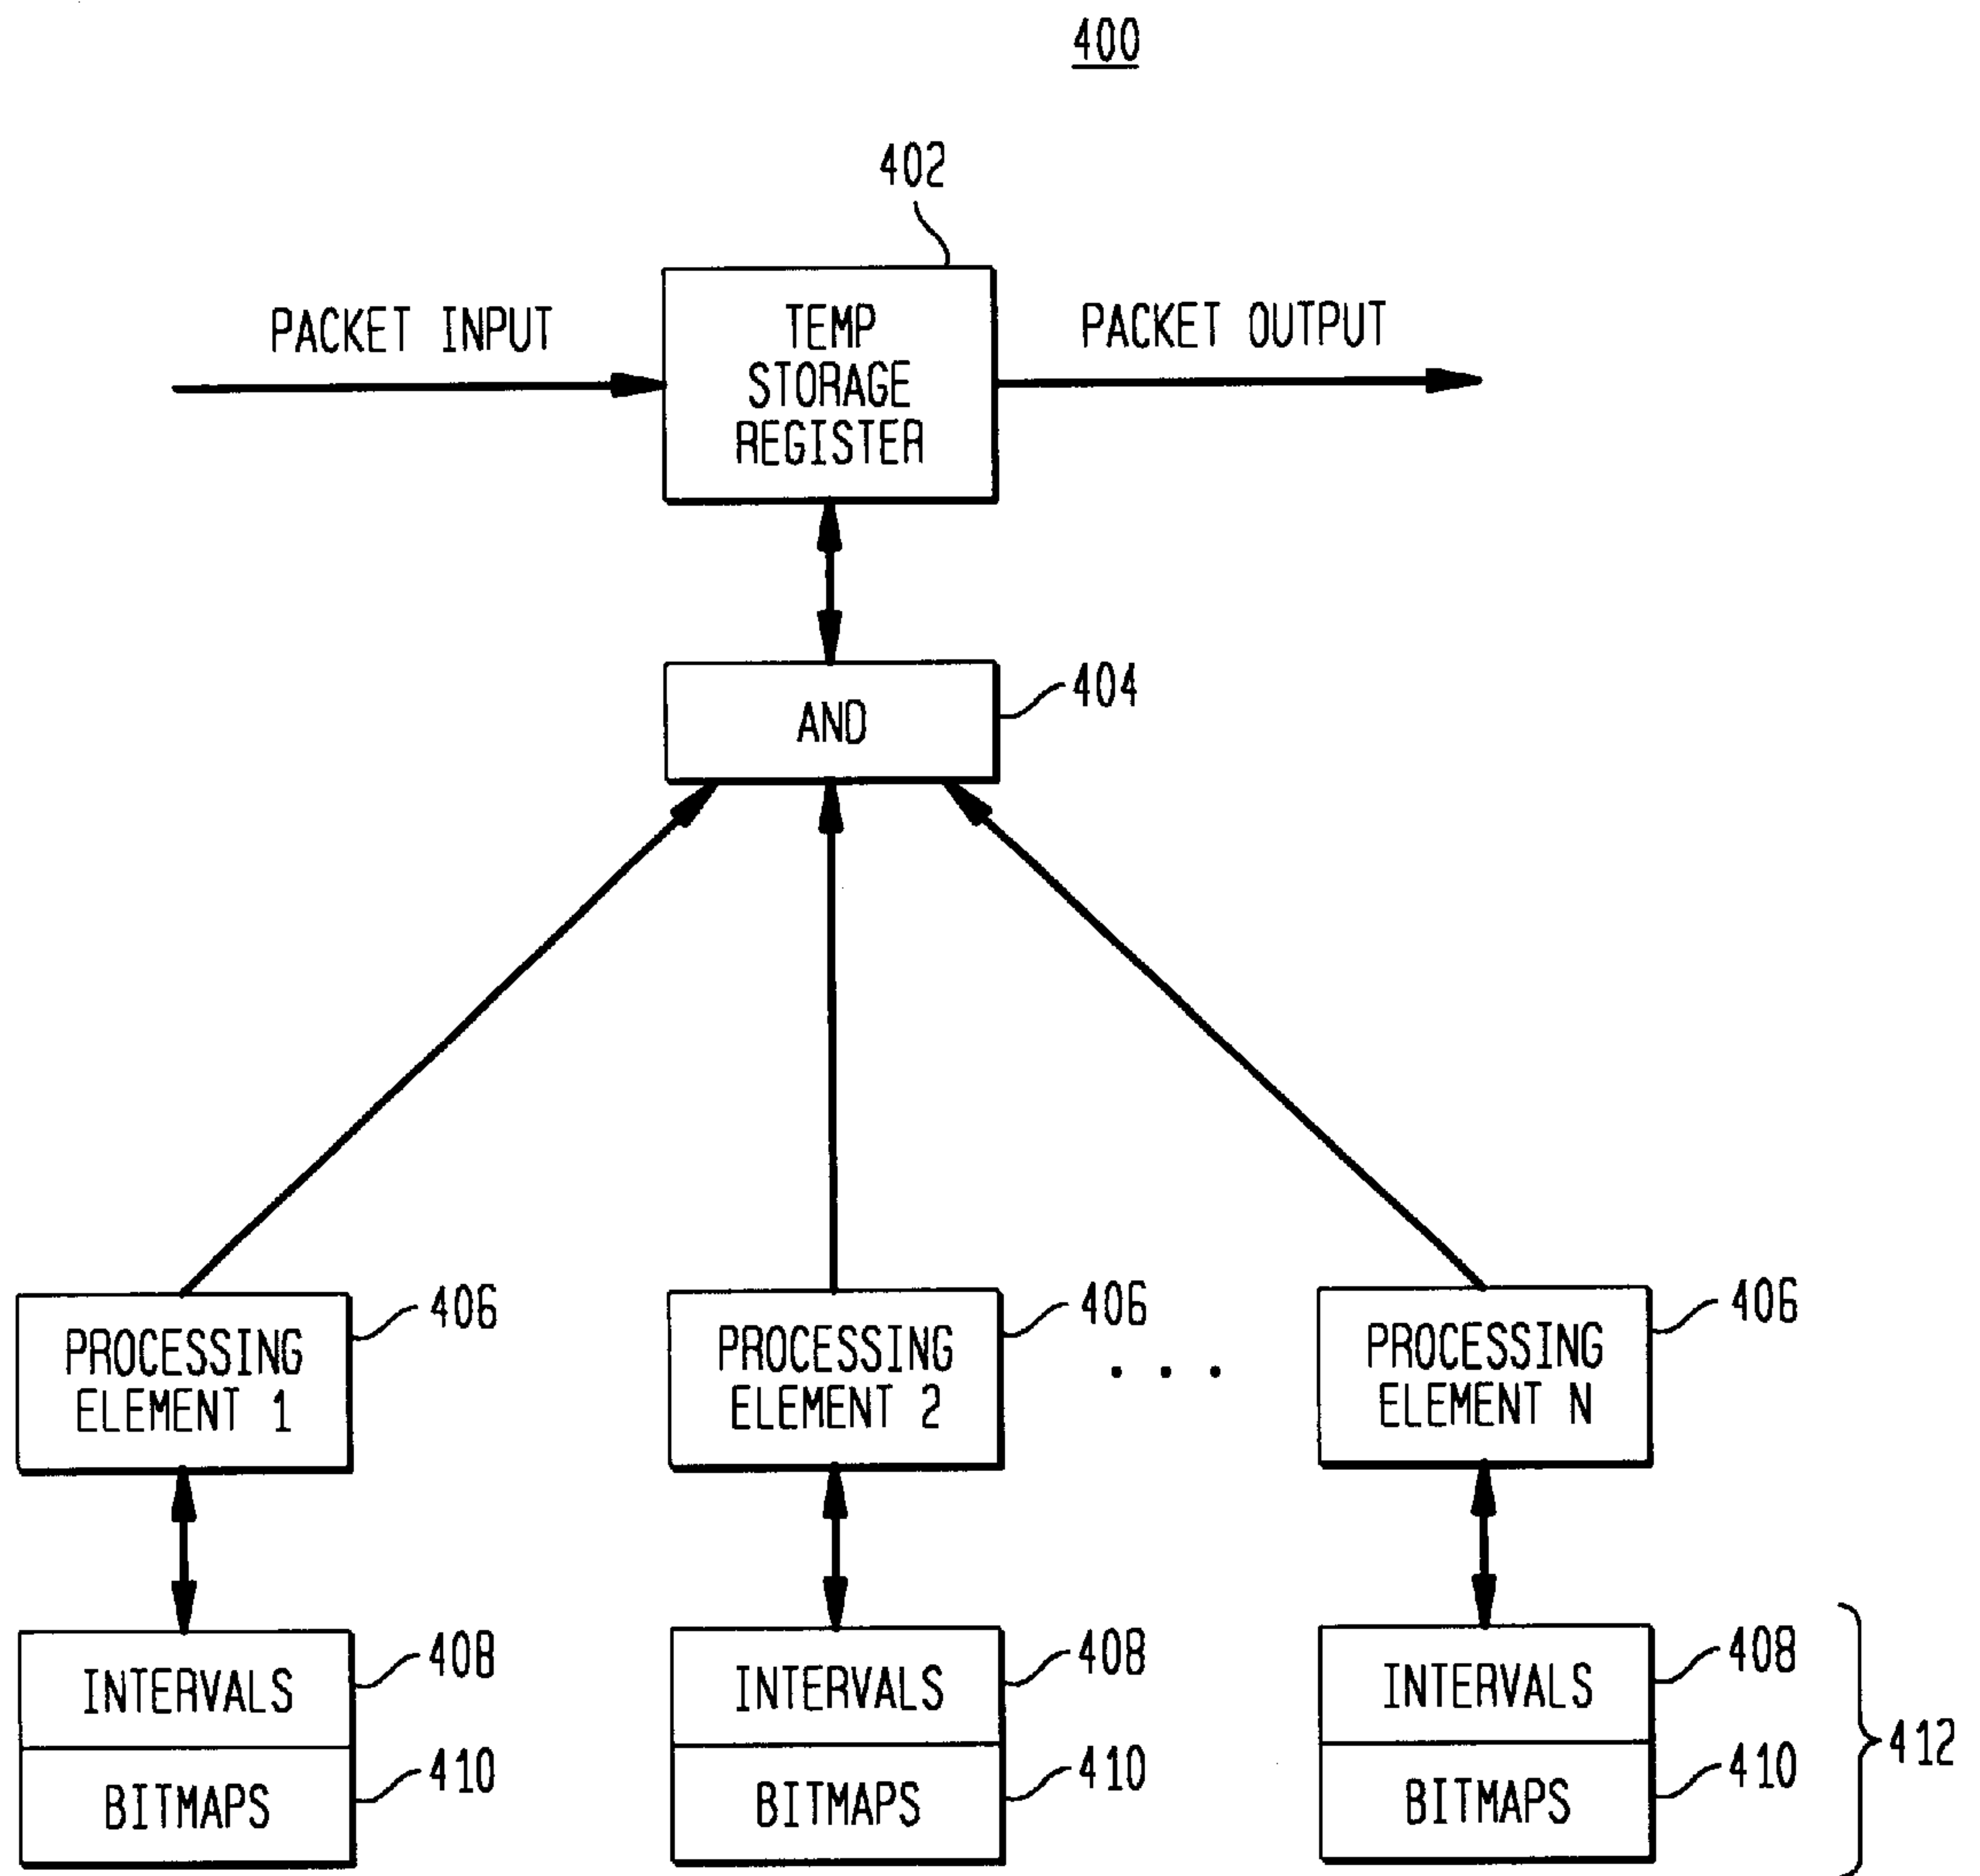 400
402
PACKET INPUT
TEMP
STORAGE
REGISTER
PACKET OUTPUT
AND
404
PROCESSING
ELEMENT 1
406
PROCESSING
ELEMENT 2
406
. . .
PROCESSING
ELEMENT N
406
INTERVALS
408
BITMAPS
410
INTERVALS
408
BITMAPS
410
INTERVALS
408
BITMAPS
410
412